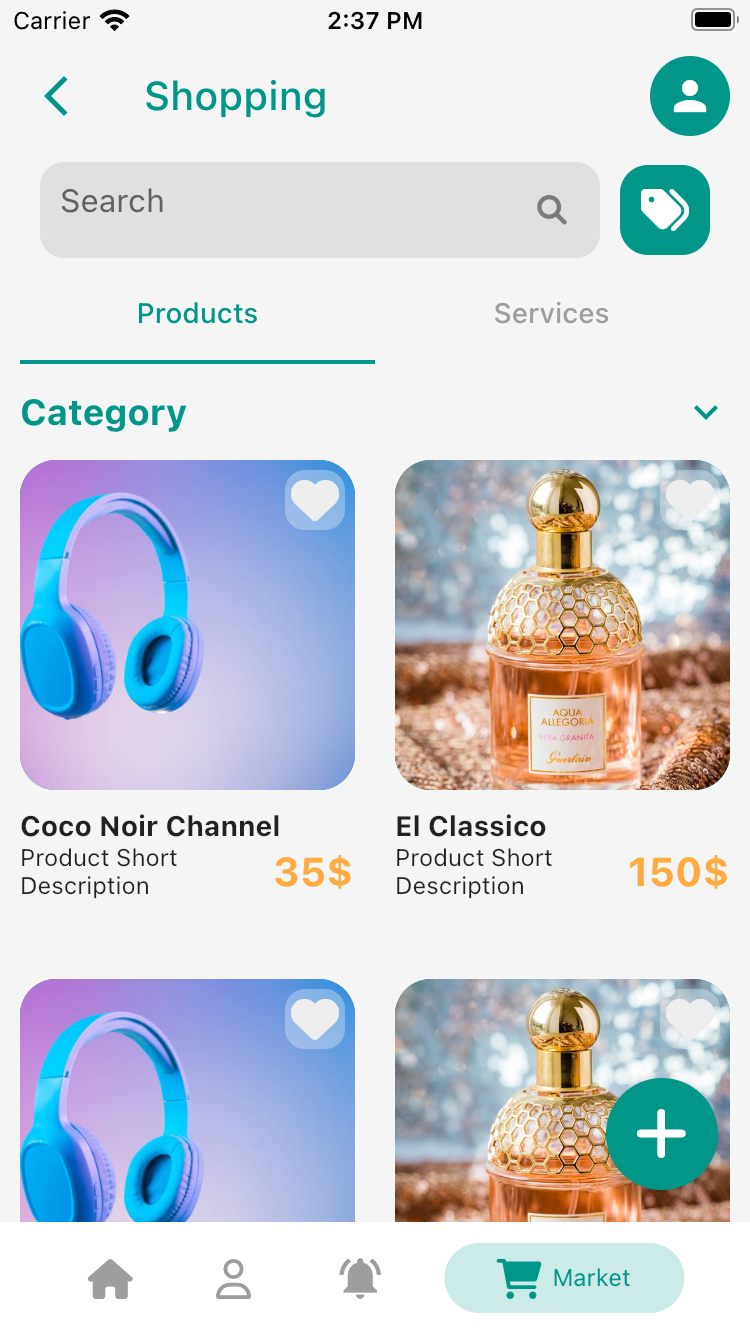 Carrier
2:37 PM
Shopping
Search
Products
Services
Category
AQUA
ALLEGORIA
PERA GRANITA
Guerlain
Coco Noir Channel
Product Short
Description
35$
El Classico
Product Short
Description
150$
Market